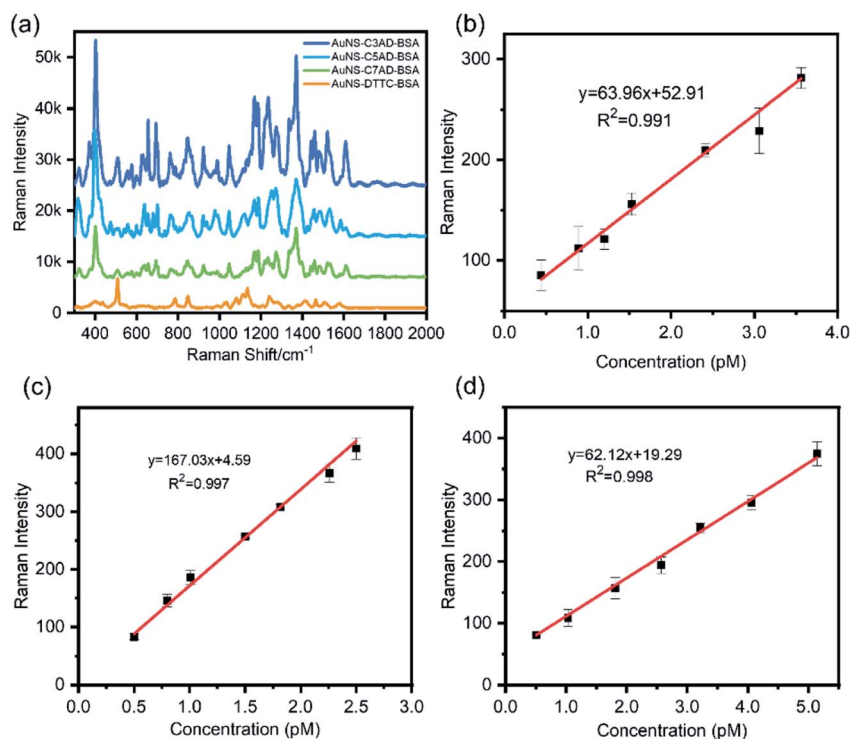 (a)
AuNS-C3AD-BSA
AuNS-C5AD-BSA
AuNS-C7AD-BSA
AuNS-DTTC-BSA
50k
40k
30k
20k
10k
0
400 600 800 1000 1200 1400 1600 1800 2000
Raman Shift/cm⁻¹
Raman Intensity
(b)
y=63.96x+52.91
R²=0.991
300
200
100
0.0 1.0 2.0 3.0 4.0
Concentration (pM)
Raman Intensity
(c)
y=167.03x+4.59
R²=0.997
400
300
200
100
0
0.0 0.5 1.0 1.5 2.0 2.5 3.0
Concentration (pM)
Raman Intensity
(d)
y=62.12x+19.29
R²=0.998
400
300
200
100
0
0.0 1.0 2.0 3.0 4.0 5.0
Concentration (pM)
Raman Intensity